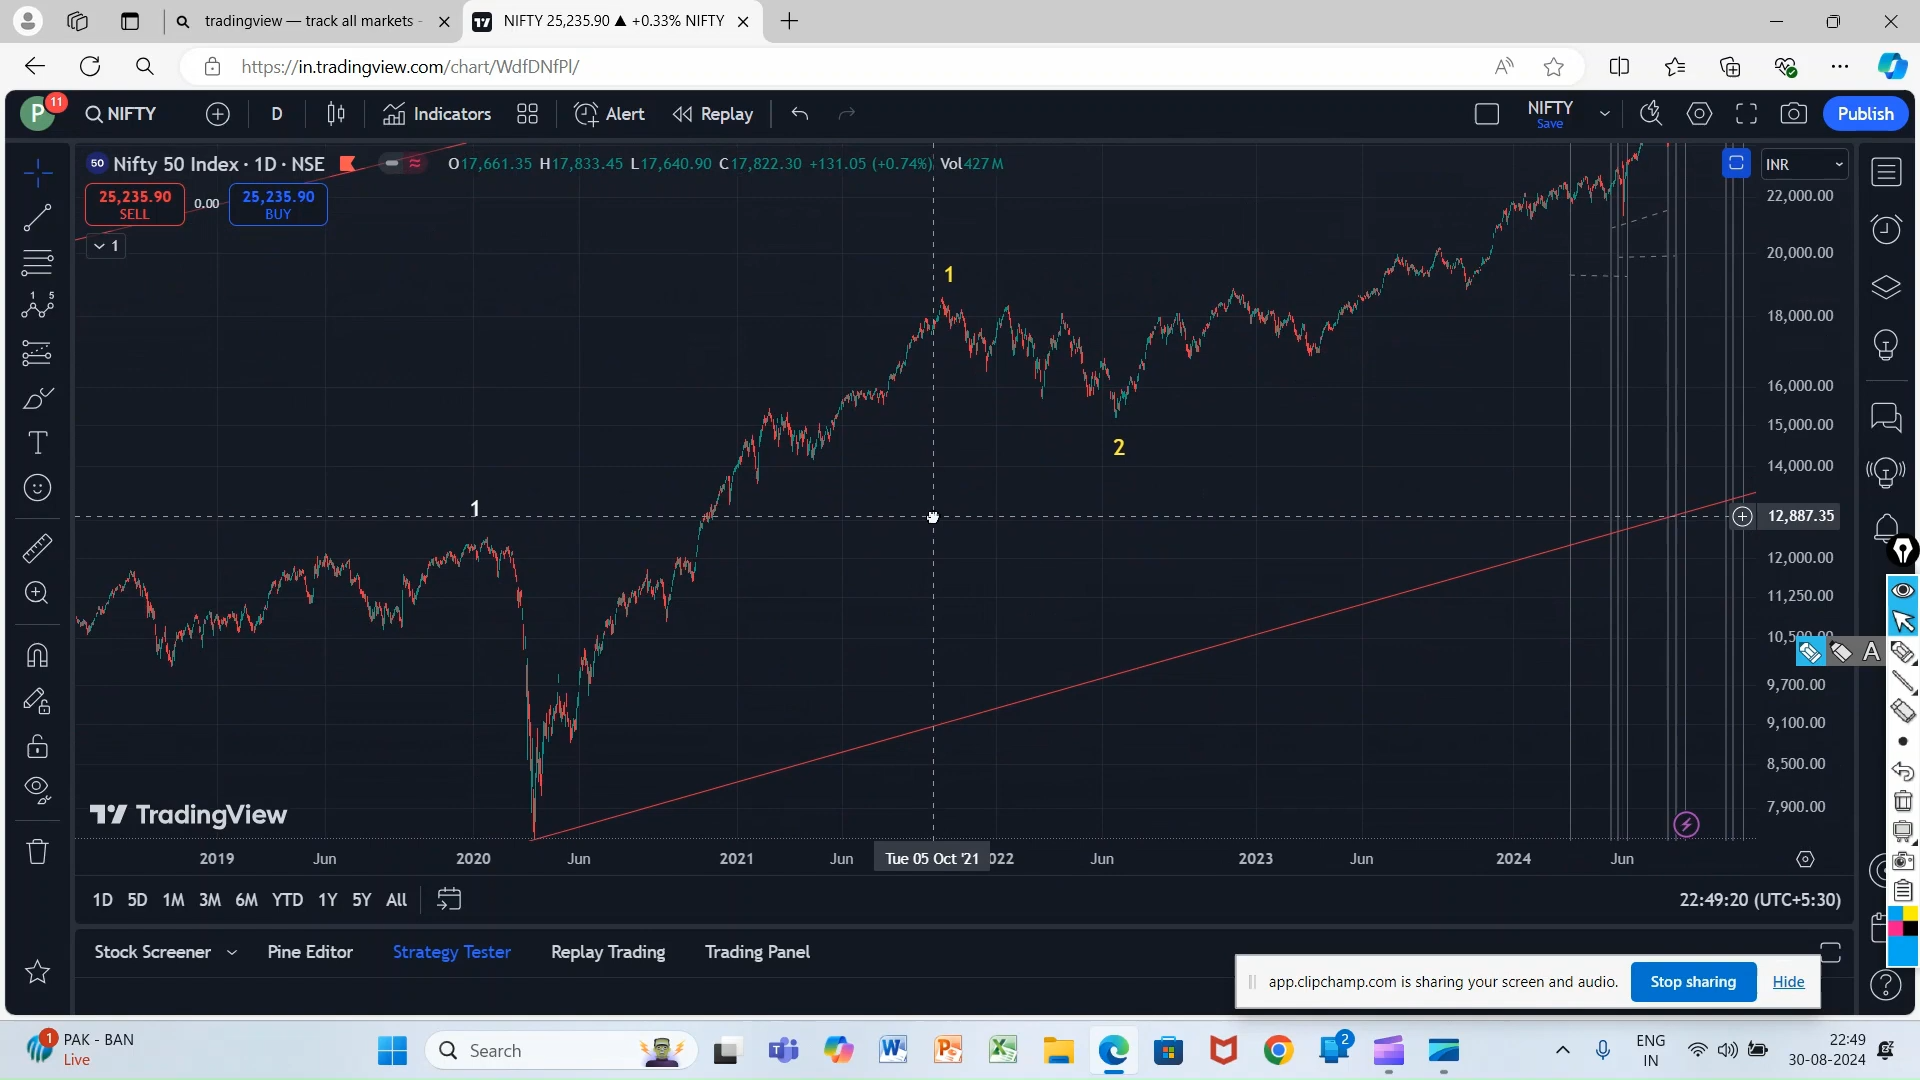 tradingview — track all markets -
NIFTY 25,235.90 ▲ +0.33% NIFTY
https://in.tradingview.com/chart/WdfDNfPl/
P 11
NIFTY
D
Indicators
Alert
Replay
NIFTY
Save
Publish
50 Nifty 50 Index · 1D · NSE
O17,661.35 H17,833.45 L17,640.90 C17,822.30 +131.05 (+0.74%) Vol427 M
INR
25,235.90
SELL
0.00
25,235.90
BUY
1
22,000.00
20,000.00
18,000.00
16,000.00
15,000.00
14,000.00
12,887.35
12,000.00
11,250.00
9,700.00
9,100.00
8,500.00
7,900.00
1
2
1
TradingView
2019
Jun
2020
Jun
2021
Jun
Tue 05 Oct '21
Jun
2023
Jun
2024
Jun
1D 5D 1M 3M 6M YTD 1Y 5Y All
22:49:20 (UTC+5:30)
Stock Screener
Pine Editor
Strategy Tester
Replay Trading
Trading Panel
app.clipchamp.com is sharing your screen and audio.
Stop sharing
Hide
A
1
PAK - BAN
Live
Search
2
ENG
IN
22:49
30-08-2024